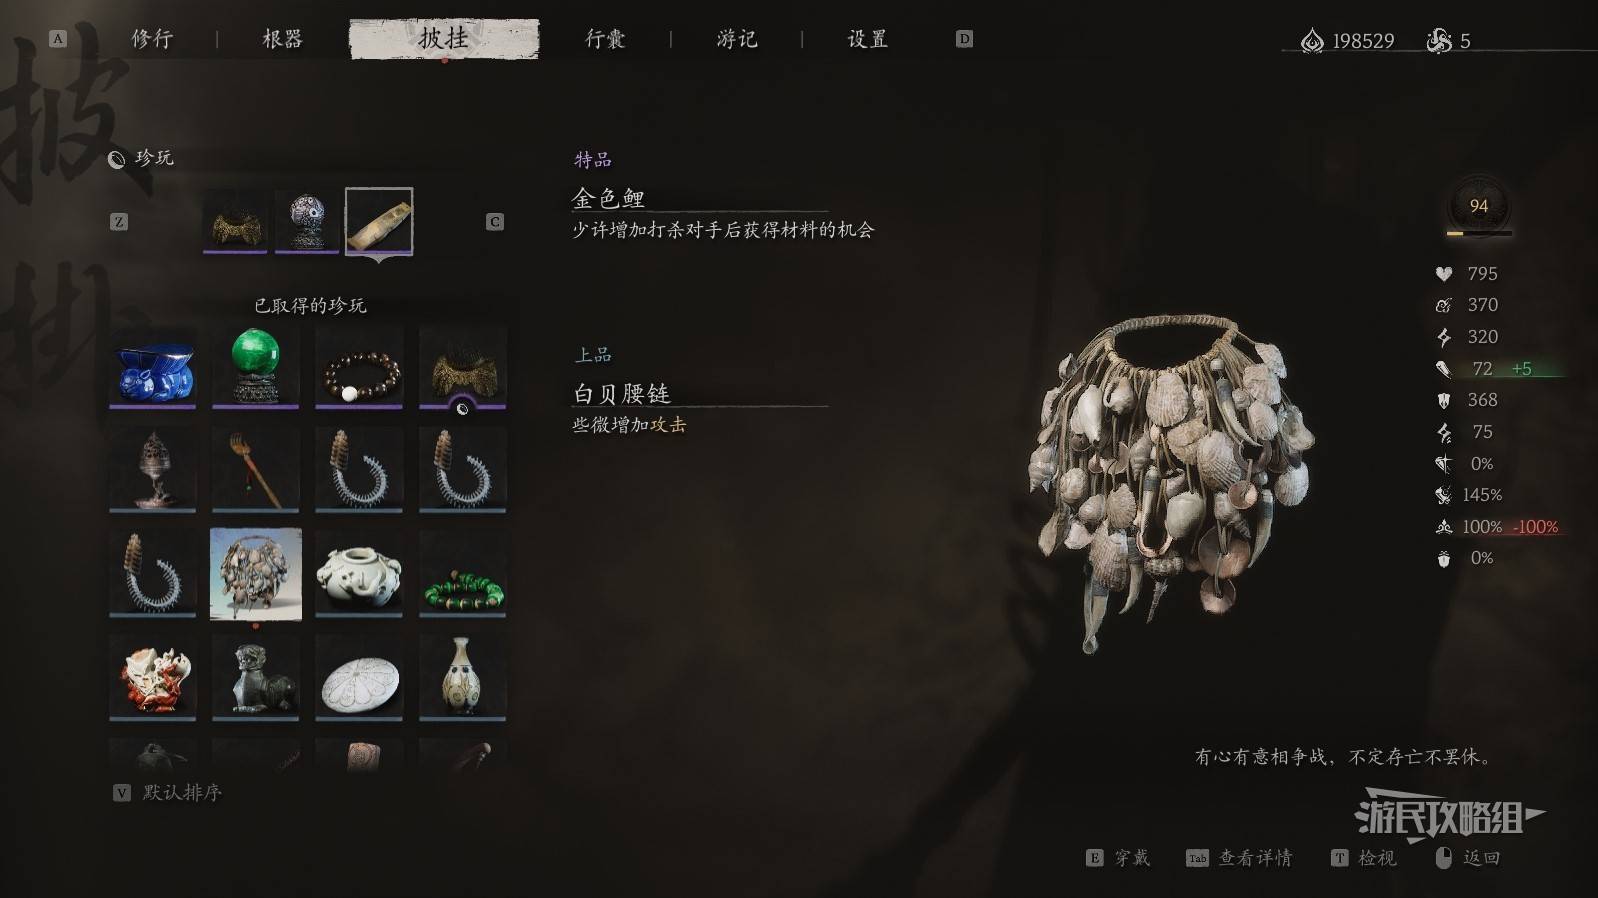 A 修行 根器 披挂 行囊 游记 设置 D 198529 5
披挂
珍玩
Z C
已取得的珍玩
V 默认排序
特品
金色鲤
少许增加打杀对手后获得材料的机会
上品
白贝腰链
些微增加攻击
94
795
370
320
72 +5
368
75
0%
145%
100% -100%
0%
有心有意相争战，不定存亡不罢休。
游民攻略组
E 穿戴 Tab 查看详情 T 检视 返回